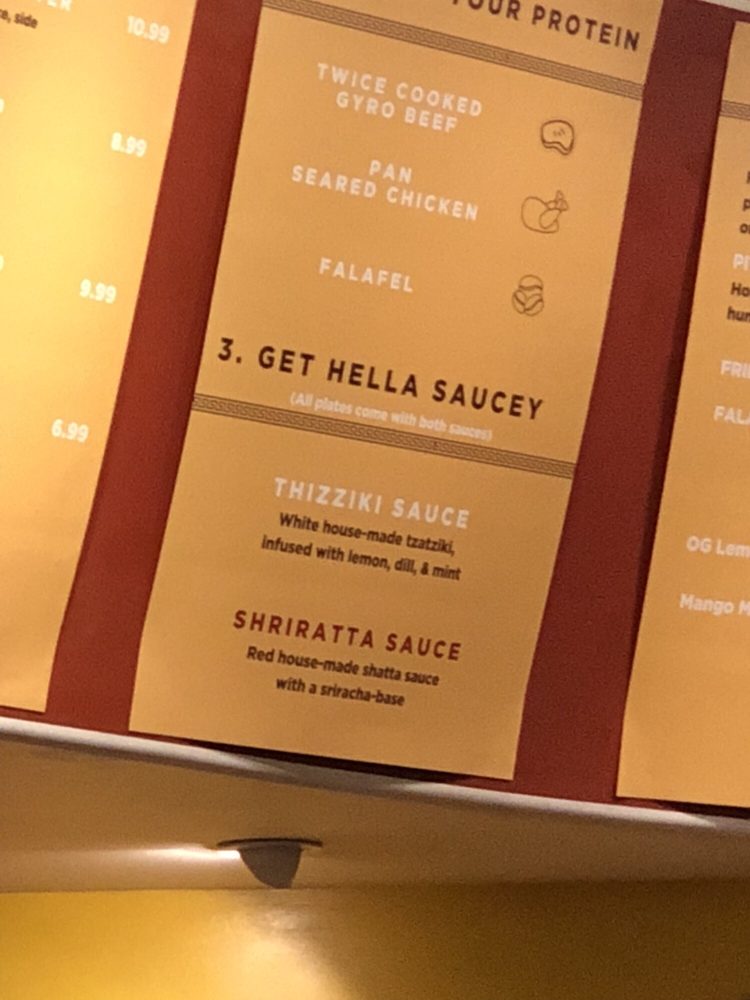 10.99
side
8.99
9.99
6.99
YOUR PROTEIN
TWICE COOKED
GYRO BEEF
PAN
SEARED CHICKEN
FALAFEL
3. GET HELLA SAUCEY
(All plates come with both sauces)
THIZZIKI SAUCE
White house-made tzatziki,
infused with lemon, dill, & mint
SHRIRATTA SAUCE
Red house-made shatta sauce
with a sriracha-base
OG
Mango